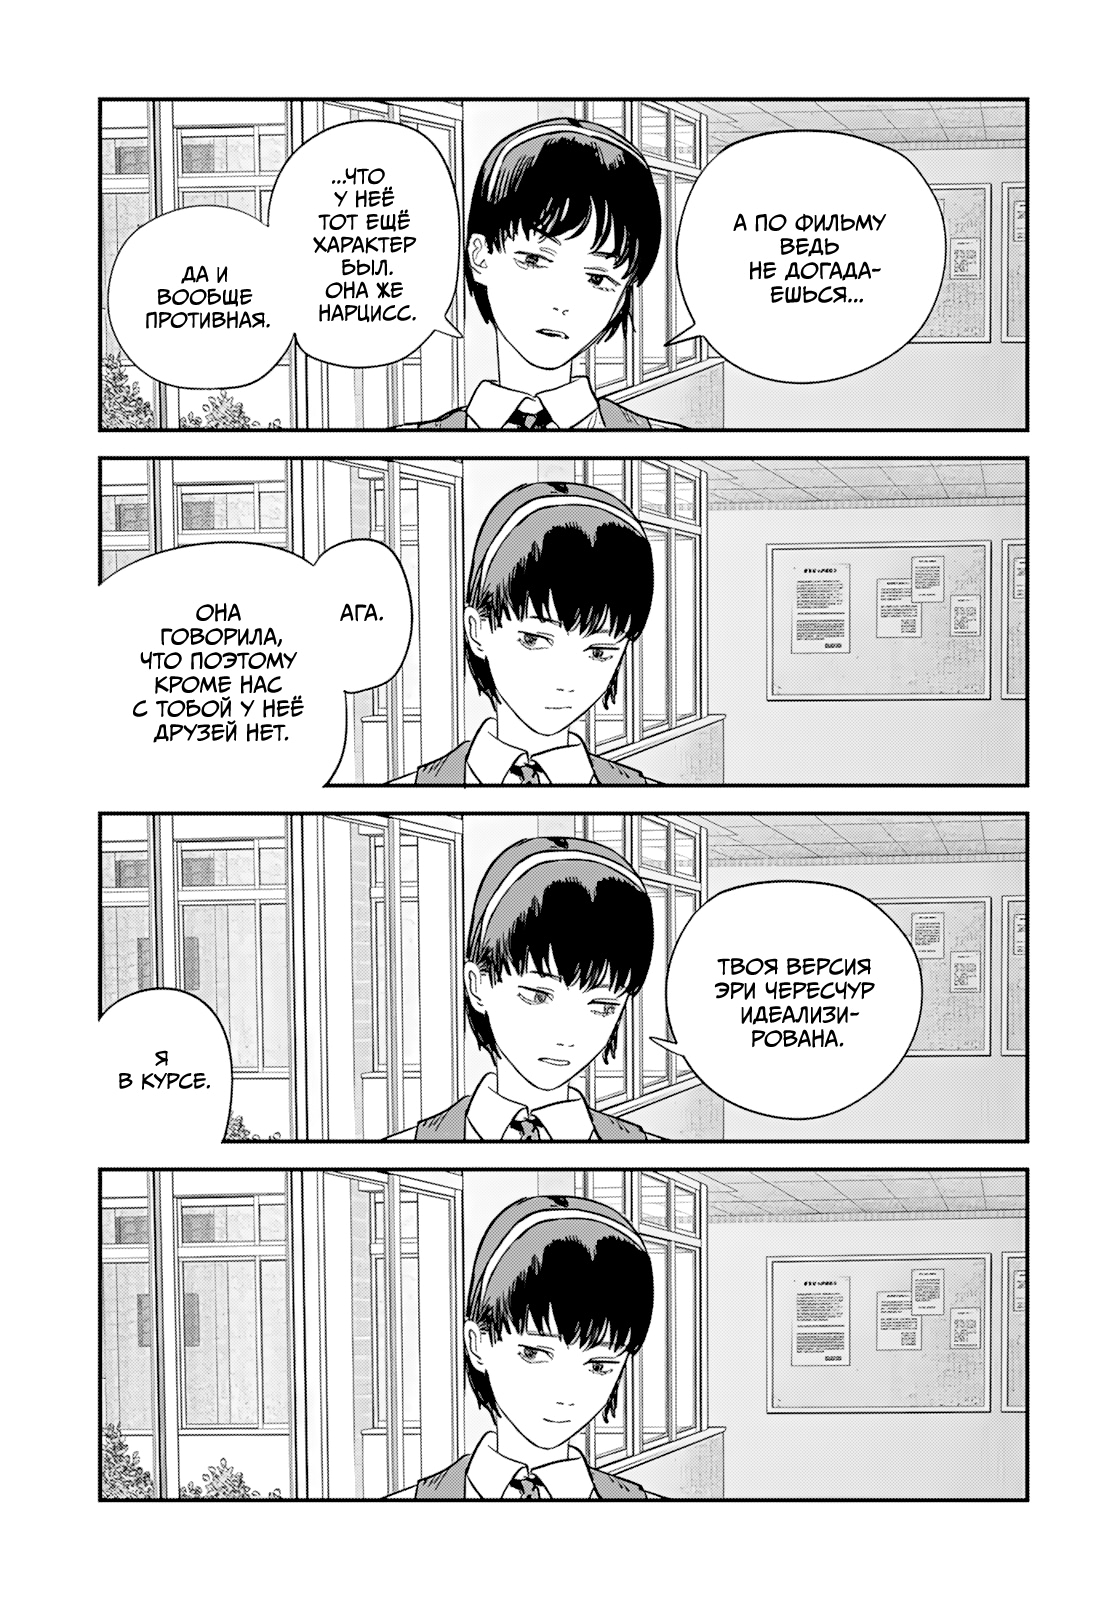 А ПО ФИЛЬМУ
ВЕДЬ
НЕ ДОГАДА-
ЕШЬСЯ...
...ЧТО
У НЕЁ
ТОТ ЕЩЁ
ХАРАКТЕР
БЫЛ.
ОНА ЖЕ
НАРЦИСС.
ДА И
ВООБЩЕ
ПРОТИВНАЯ.
АГА.
ОНА
ГОВОРИЛА,
ЧТО ПОЭТОМУ
КРОМЕ НАС
С ТОБОЙ У НЕЁ
ДРУЗЕЙ НЕТ.
ТВОЯ ВЕРСИЯ
ЭРИ ЧЕРЕСЧУР
ИДЕАЛИЗИ-
РОВАНА.
Я
В КУРСЕ.